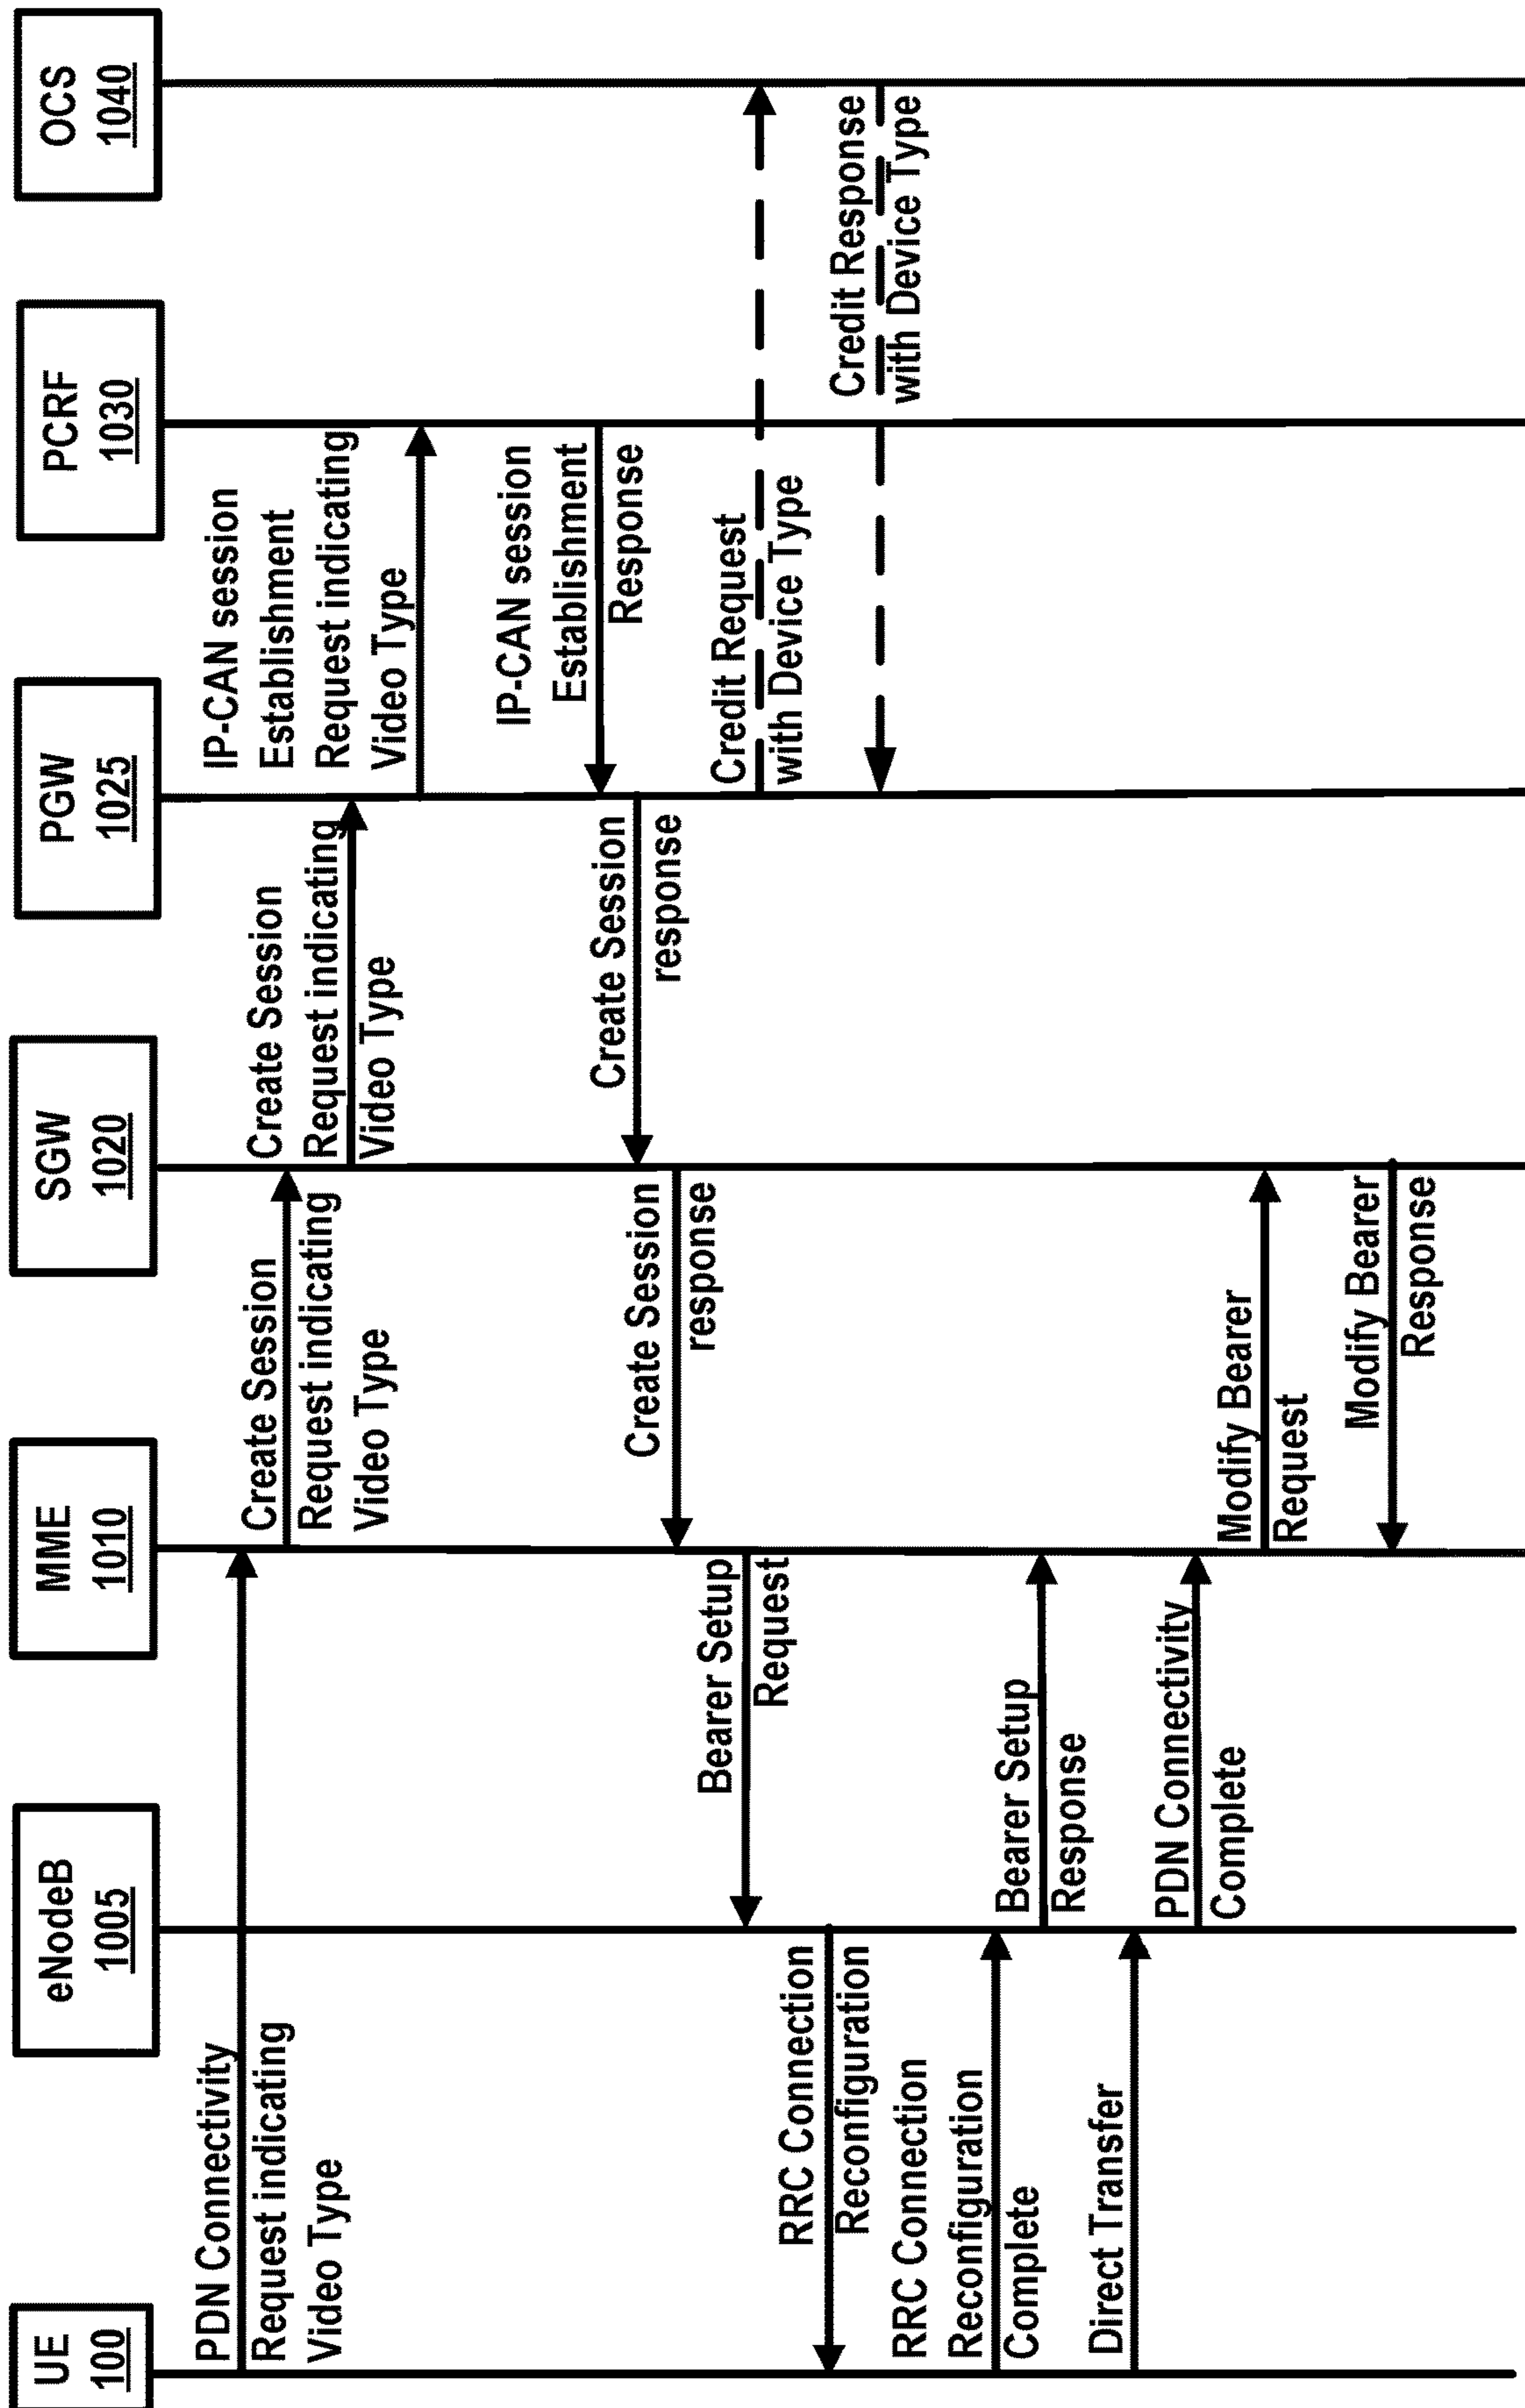 UE
100
eNodeB
1005
MME
1010
SGW
1020
PGW
1025
PCRF
1030
OCS
1040
PDN Connectivity
Request indicating
Video Type
Create Session
Request indicating
Video Type
Create Session
Request indicating
Video Type
IP-CAN session
Establishment
Request indicating
Video Type
IP-CAN session
Establishment
Response
Create Session
response
Create Session
response
Bearer Setup
Request
Credit Request
with Device Type
RRC Connection
Reconfiguration
Credit Response
with Device Type
RRC Connection
Reconfiguration
Complete
Bearer Setup
Response
Direct Transfer
PDN Connectivity
Complete
Modify Bearer
Request
Modify Bearer
Response